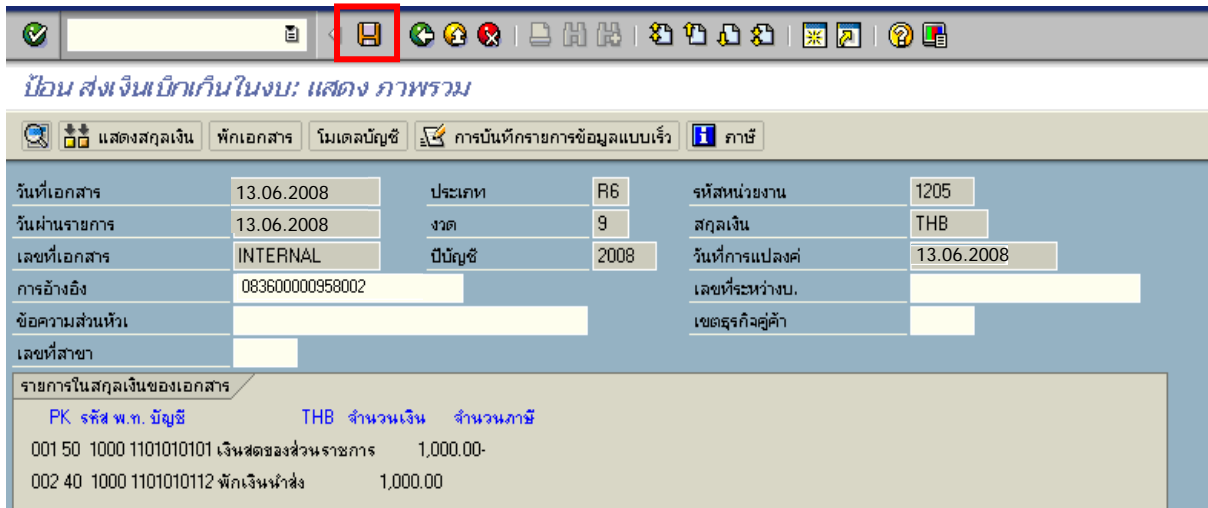 ป้อน ส่งเงินเบิกเกินในงบ: แสดง ภาพรวม
แสดงสกุลเงิน พักเอกสาร โมเดลบัญชี การบันทึกรายการข้อมูลแบบเร็ว ภาษี
วันที่เอกสาร 13.06.2008 ประเภท R6 รหัสหน่วยงาน 1205
วันผ่านรายการ 13.06.2008 งวด 9 สกุลเงิน THB
เลขที่เอกสาร INTERNAL ปีบัญชี 2008 วันที่การแปลงค่ 13.06.2008
การอ้างอิง 083600000958002 เลขที่ระหว่างบ.
ข้อความส่วนหัวเ เขตธุรกิจคู่ค้า
เลขที่สาขา
รายการในสกุลเงินของเอกสาร
PK รหัส พ.ท. บัญชี THB จำนวนเงิน จำนวนภาษี
001 50 1000 1101010101 เงินสดของส่วนราชการ 1,000.00-
002 40 1000 1101010112 พักเงินนำส่ง 1,000.00